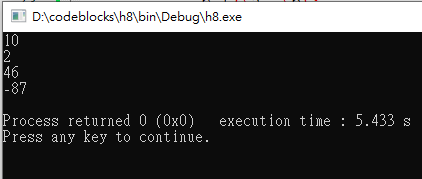 D:\codeblocks\h8\bin\Debug\h8.exe
10
2
46
-87
Process returned 0 (0x0)   execution time : 5.433 s
Press any key to continue.